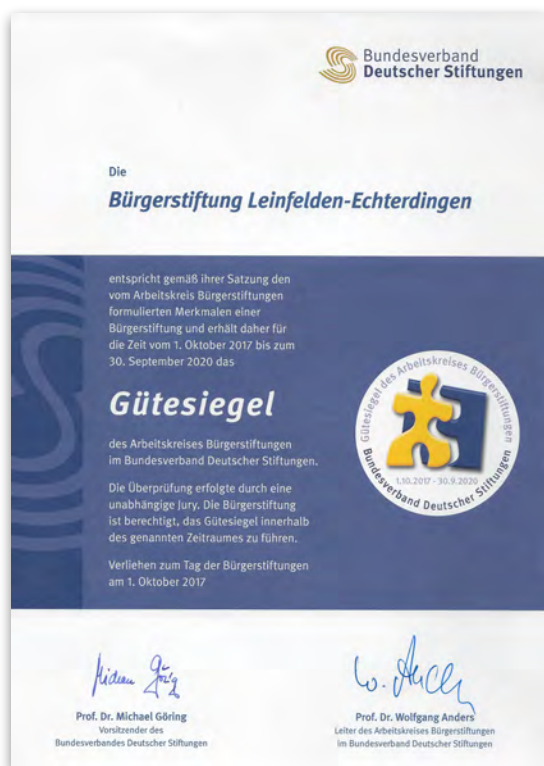 Bundesverband
Deutscher Stiftungen
Die
Bürgerstiftung Leinfelden-Echterdingen
entspricht gemäß ihrer Satzung den
vom Arbeitskreis Bürgerstiftungen
formulierten Merkmalen einer
Bürgerstiftung und erhält daher für
die Zeit vom 1. Oktober 2017 bis zum
30. September 2020 das
Gütesiegel
des Arbeitskreises Bürgerstiftungen
im Bundesverband Deutscher Stiftungen.
Die Überprüfung erfolgte durch eine
unabhängige Jury. Die Bürgerstiftung
ist berechtigt, das Gütesiegel innerhalb
des genannten Zeitraumes zu führen.
Verliehen zum Tag der Bürgerstiftungen
am 1. Oktober 2017
Gütesiegel des Arbeitskreises Bürgerstiftungen
1.10.2017 - 30.9.2020
Bundesverband Deutscher Stiftungen
Prof. Dr. Michael Göring
Vorsitzender des
Bundesverbandes Deutscher Stiftungen
Prof. Dr. Wolfgang Anders
Leiter des Arbeitskreises Bürgerstiftungen
im Bundesverband Deutscher Stiftungen